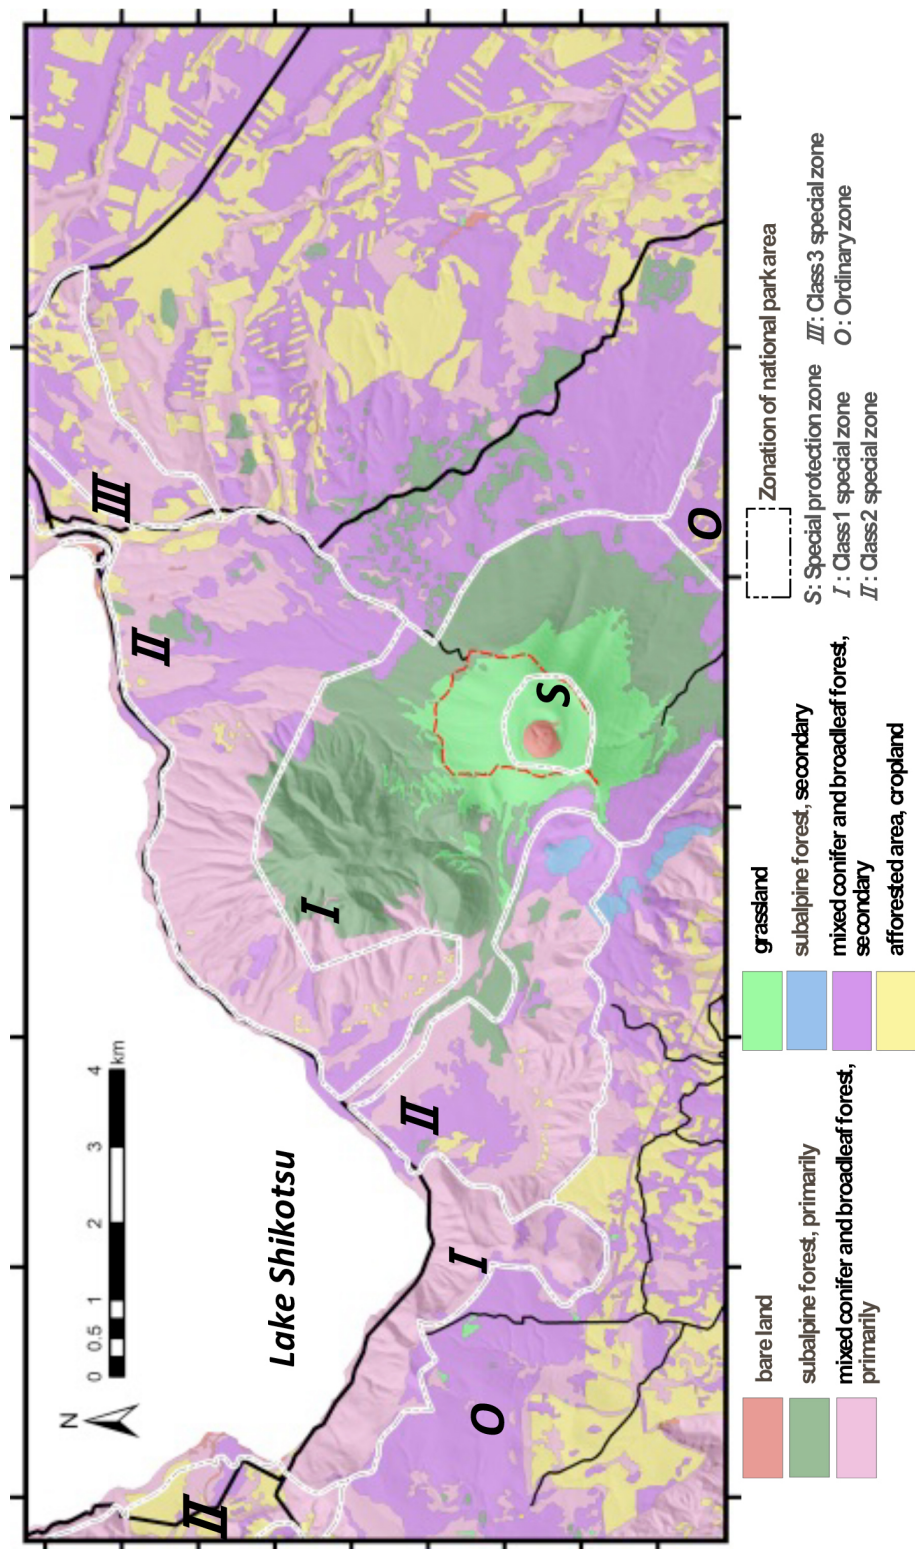 N
0 0.5 1 2 3 4 km
Lake Shikotsu
II
O
I
II
I
II
III
S
O
bare land
subalpine forest, primarily
mixed conifer and broadleaf forest,
primarily
grassland
subalpine forest, secondary
mixed conifer and broadleaf forest,
secondary
afforested area, cropland
Zonation of national park area
S: Special protection zone
I: Class1 special zone
II: Class2 special zone
III: Class3 special zone
O: Ordinary zone